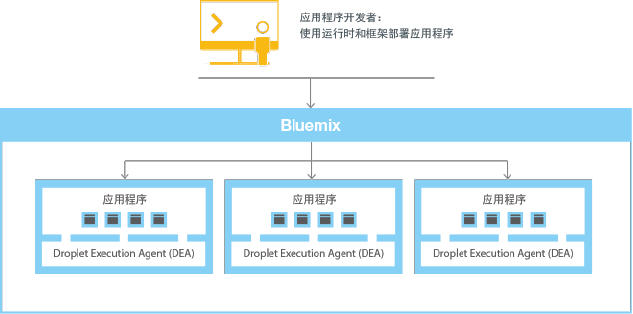 应用程序开发者：
使用运行时和框架部署应用程序
Bluemix
应用程序
Droplet Execution Agent (DEA)
应用程序
Droplet Execution Agent (DEA)
应用程序
Droplet Execution Agent (DEA)